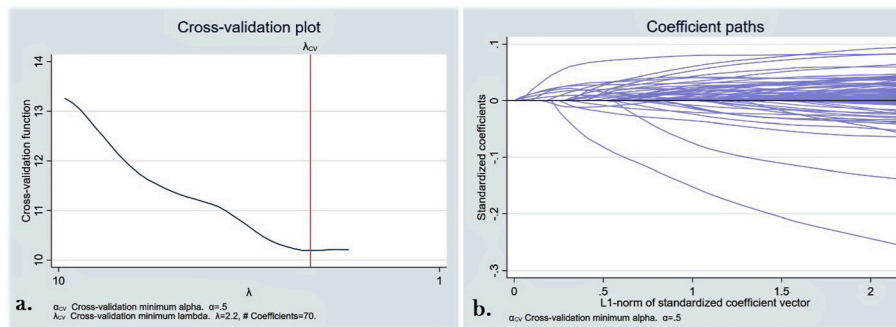 Cross-validation plot
λCV
Cross-validation function
14
13
12
11
10
10
1
λ
αCV Cross-validation minimum alpha. α=.5
λCV Cross-validation minimum lambda. λ=2.2, # Coefficients=70.
a.
Coefficient paths
Standardized coefficients
.1
0
-.1
-.2
-.3
0
.5
1
1.5
2
L1-norm of standardized coefficient vector
αCV Cross-validation minimum alpha. α=.5
b.